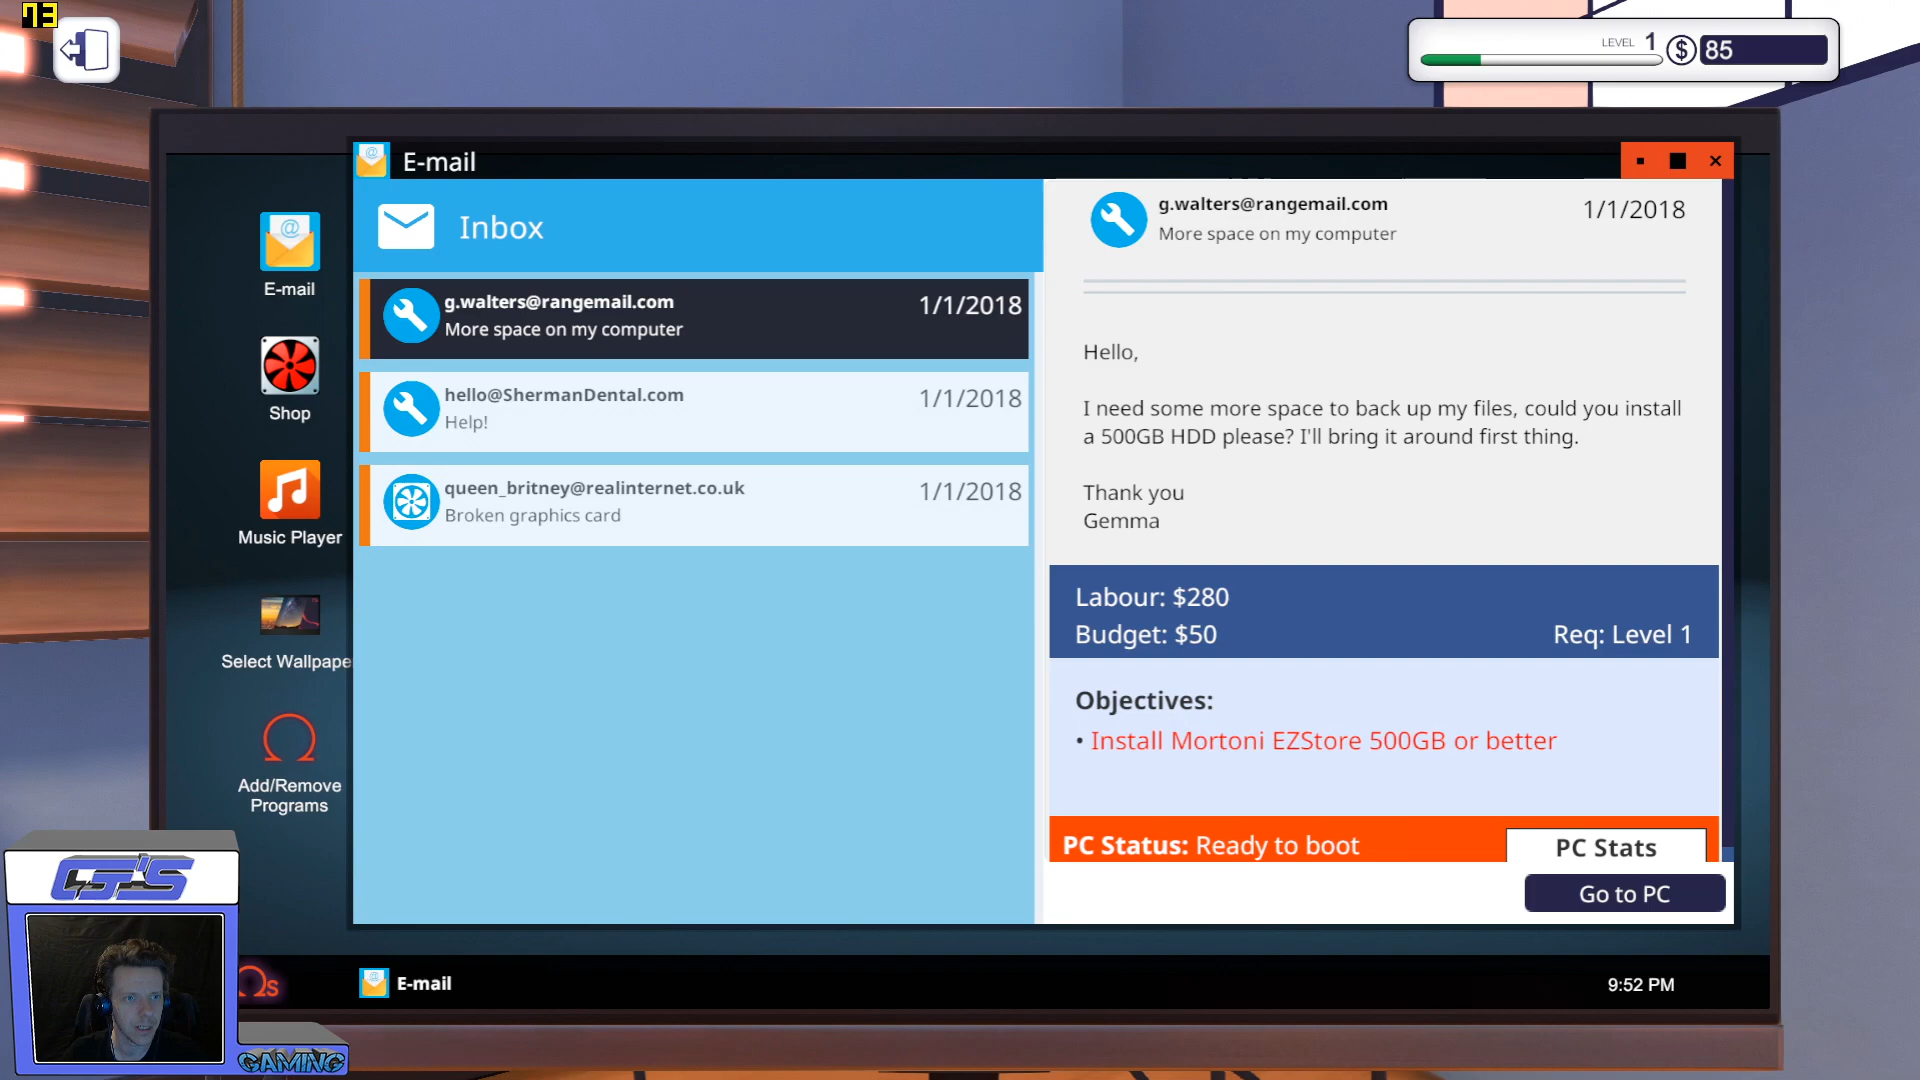 73
LEVEL 1
$ 85
E-mail
Inbox
g.walters@rangemail.com
1/1/2018
More space on my computer
hello@ShermanDental.com
1/1/2018
Help!
queen_britney@realinternet.co.uk
1/1/2018
Broken graphics card
g.walters@rangemail.com
1/1/2018
More space on my computer
Hello,
I need some more space to back up my files, could you install
a 500GB HDD please? I'll bring it around first thing.
Thank you
Gemma
Labour: $280
Budget: $50
Req: Level 1
Objectives:
• Install Mortoni EZStore 500GB or better
PC Status: Ready to boot
PC Stats
Go to PC
E-mail
Shop
Music Player
Select Wallpape
Add/Remove
Programs
Ωs
E-mail
9:52 PM
GAMING